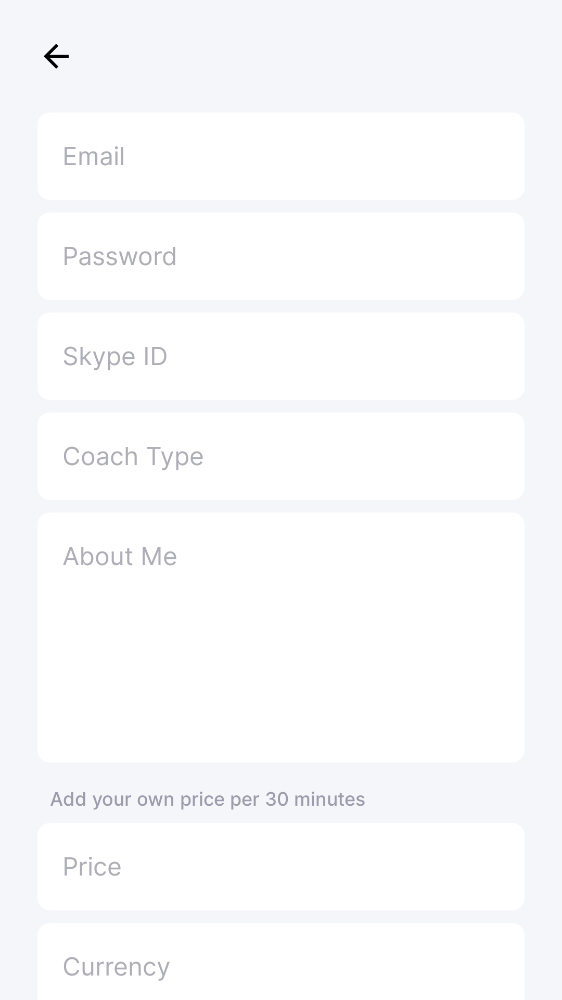 Email
Password
Skype ID
Coach Type
About Me
Add your own price per 30 minutes
Price
Currency